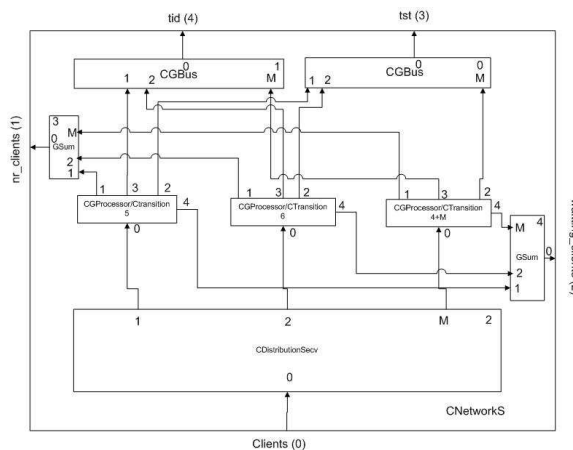 tid (4)
tst (3)
0
1
CGBus
1
2
M
0
0
CGBus
1
2
M
nr_clients (1)
3
M
0
GSum
2
1
1
3
2
CGProcessor/Ctransition
5
4
0
1
3
2
CGProcessor/CTransition
6
4
0
1
3
2
CGProcessor/CTransition
4+M
4
0
4
M
GSum
0
2
1
1
2
M
2
CDistributionSecv
0
CNetworkS
Clients (0)